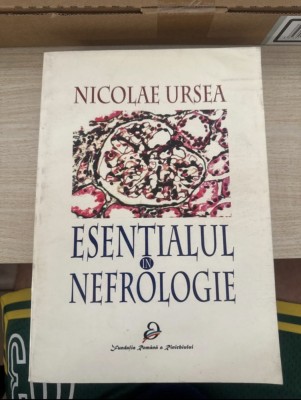 NICOLAE URSEA
ESENȚIALUL
ÎN
NEFROLOGIE
Fundația Română a Rinichiului